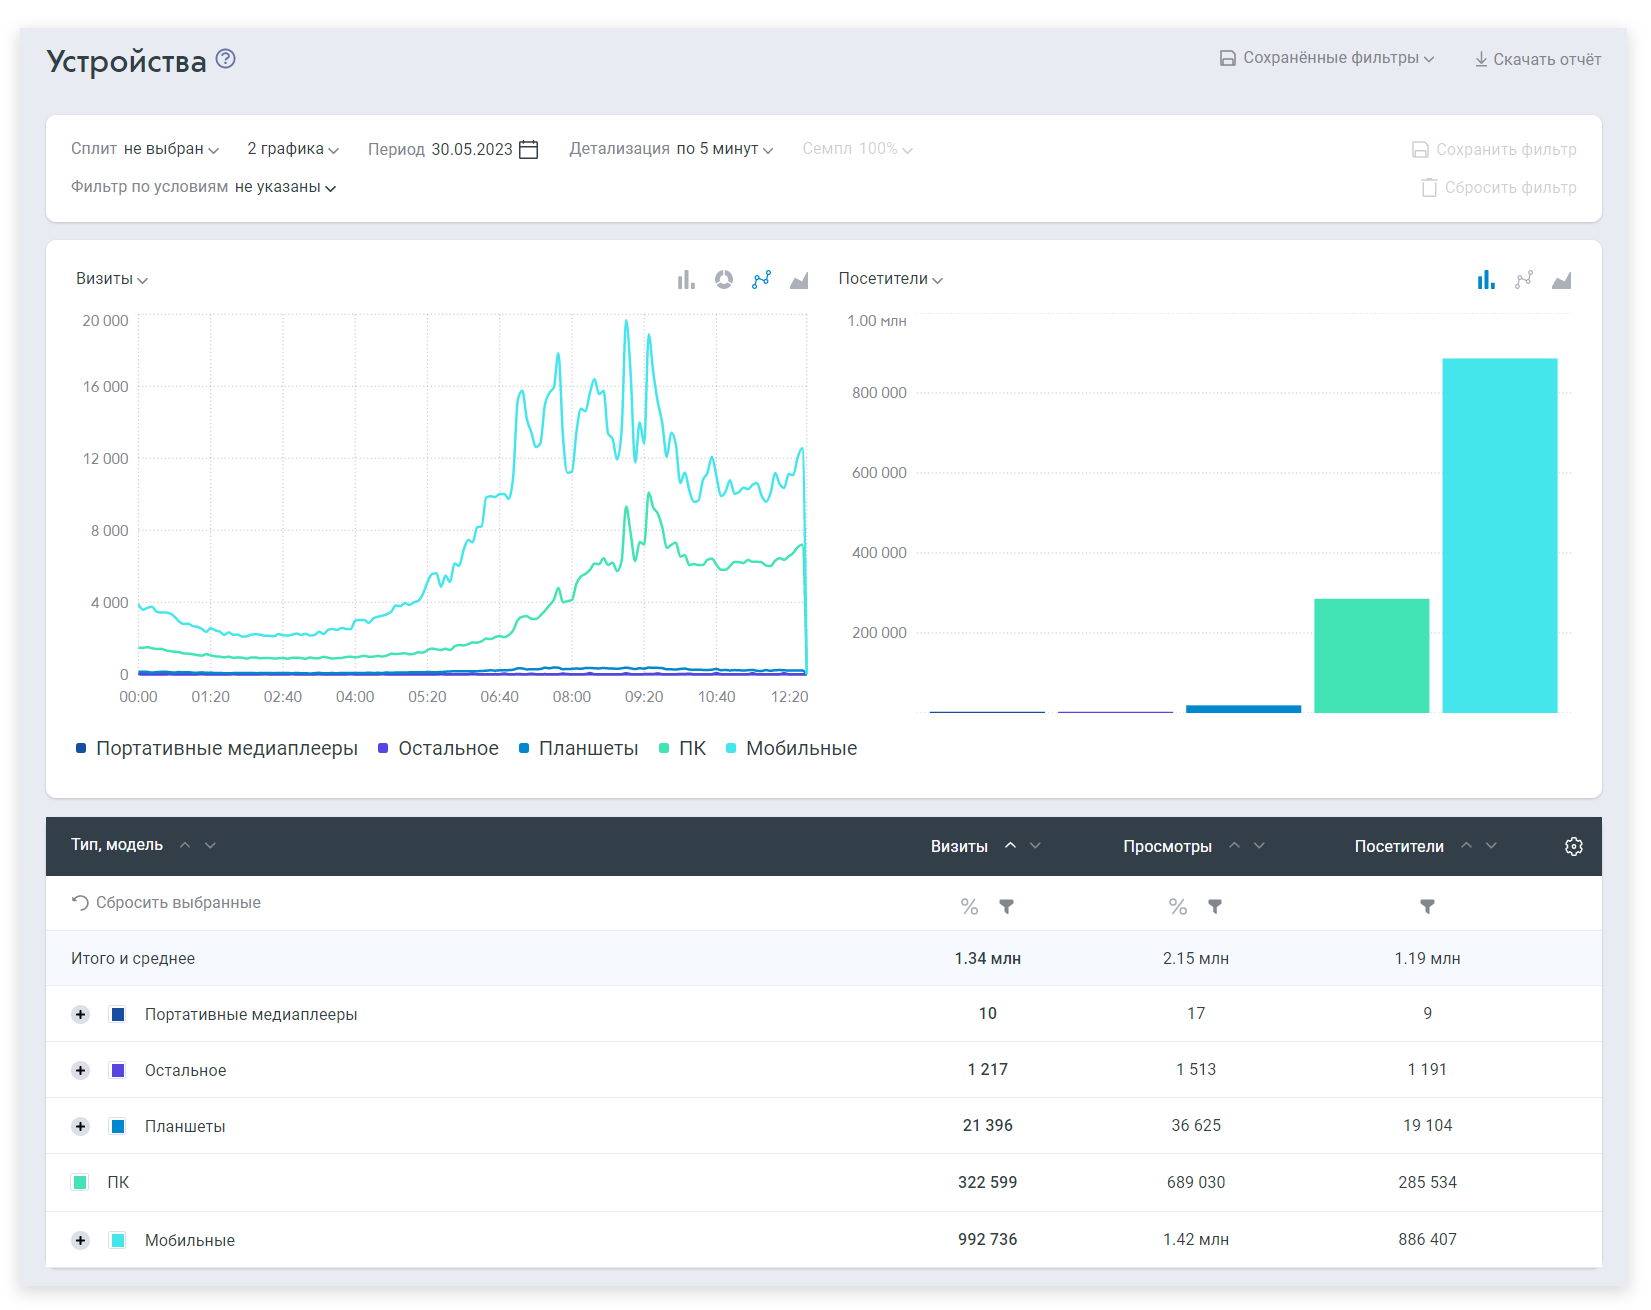 Устройства
Сохранённые фильтры
Скачать отчёт
Сплит не выбран
2 графика
Период 30.05.2023
Детализация по 5 минут
Семпл 100%
Сохранить фильтр
Фильтр по условиям не указаны
Сбросить фильтр
Визиты
20 000
16 000
12 000
8 000
4 000
0
00:00 01:20 02:40 04:00 05:20 06:40 08:00 09:20 10:40 12:20
Посетители
1.00 млн
800 000
600 000
400 000
200 000
Портативные медиаплееры Остальное Планшеты ПК Мобильные
Тип, модель Визиты Просмотры Посетители
Сбросить выбранные % %
Итого и среднее 1.34 млн 2.15 млн 1.19 млн
Портативные медиаплееры 10 17 9
Остальное 1 217 1 513 1 191
Планшеты 21 396 36 625 19 104
ПК 322 599 689 030 285 534
Мобильные 992 736 1.42 млн 886 407